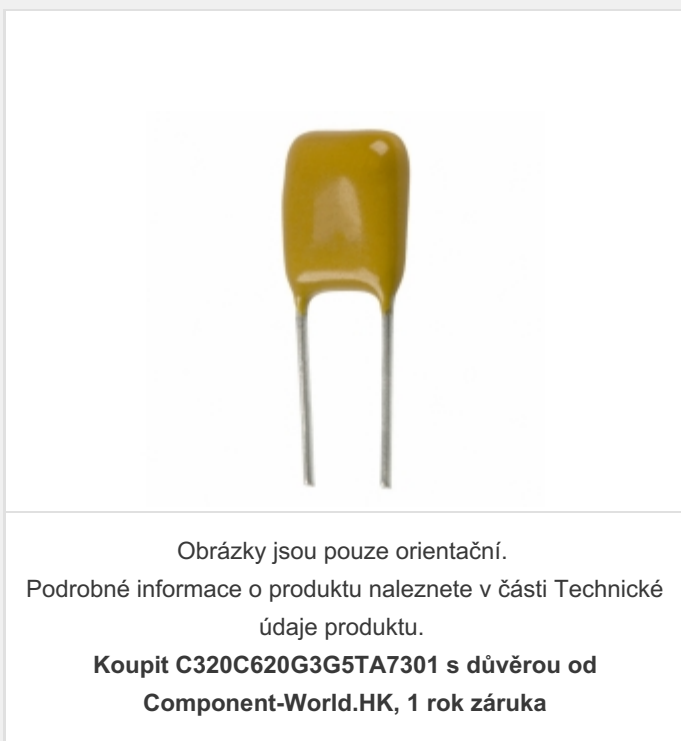 Obrázky jsou pouze orientační.
Podrobné informace o produktu naleznete v části Technické
údaje produktu.
Koupit C320C620G3G5TA7301 s důvěrou od
Component-World.HK, 1 rok záruka